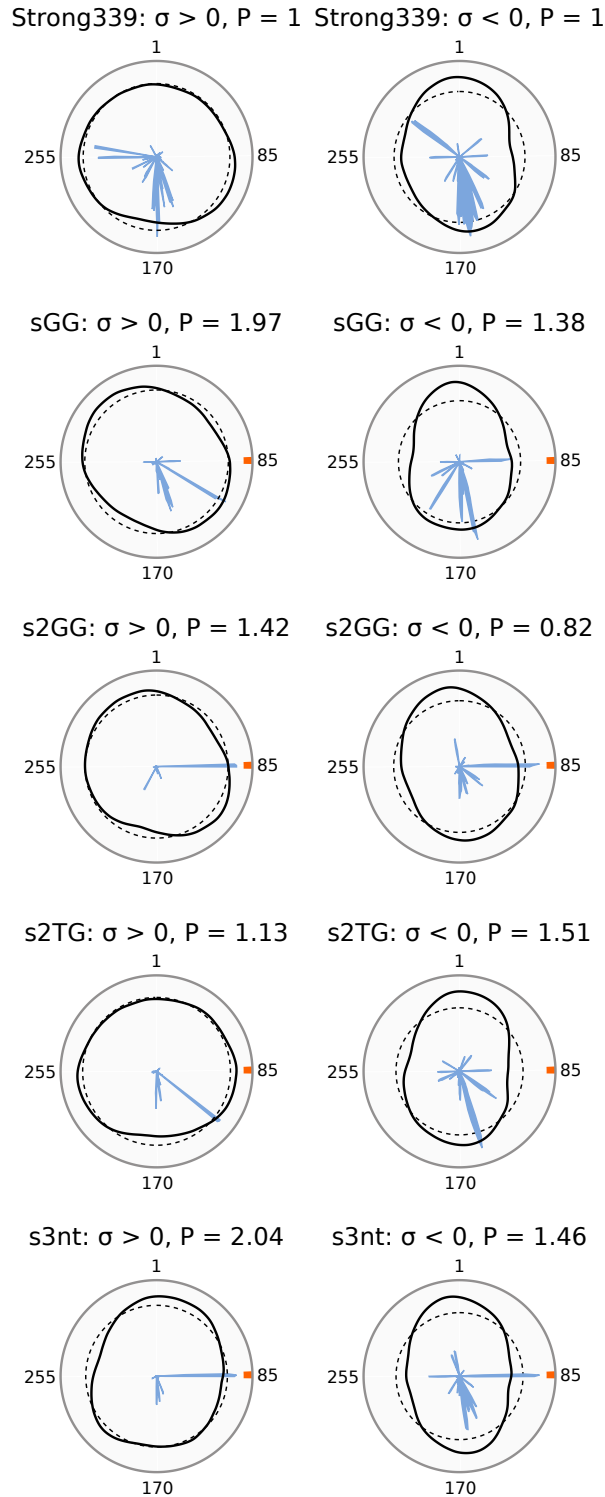 Strong339: σ > 0, P = 1 Strong339: σ < 0, P = 1
1 1
255 85 255 85
170 170
sGG: σ > 0, P = 1.97 sGG: σ < 0, P = 1.38
1 1
255 85 255 85
170 170
s2GG: σ > 0, P = 1.42 s2GG: σ < 0, P = 0.82
1 1
255 85 255 85
170 170
s2TG: σ > 0, P = 1.13 s2TG: σ < 0, P = 1.51
1 1
255 85 255 85
170 170
s3nt: σ > 0, P = 2.04 s3nt: σ < 0, P = 1.46
1 1
255 85 255 85
170 170